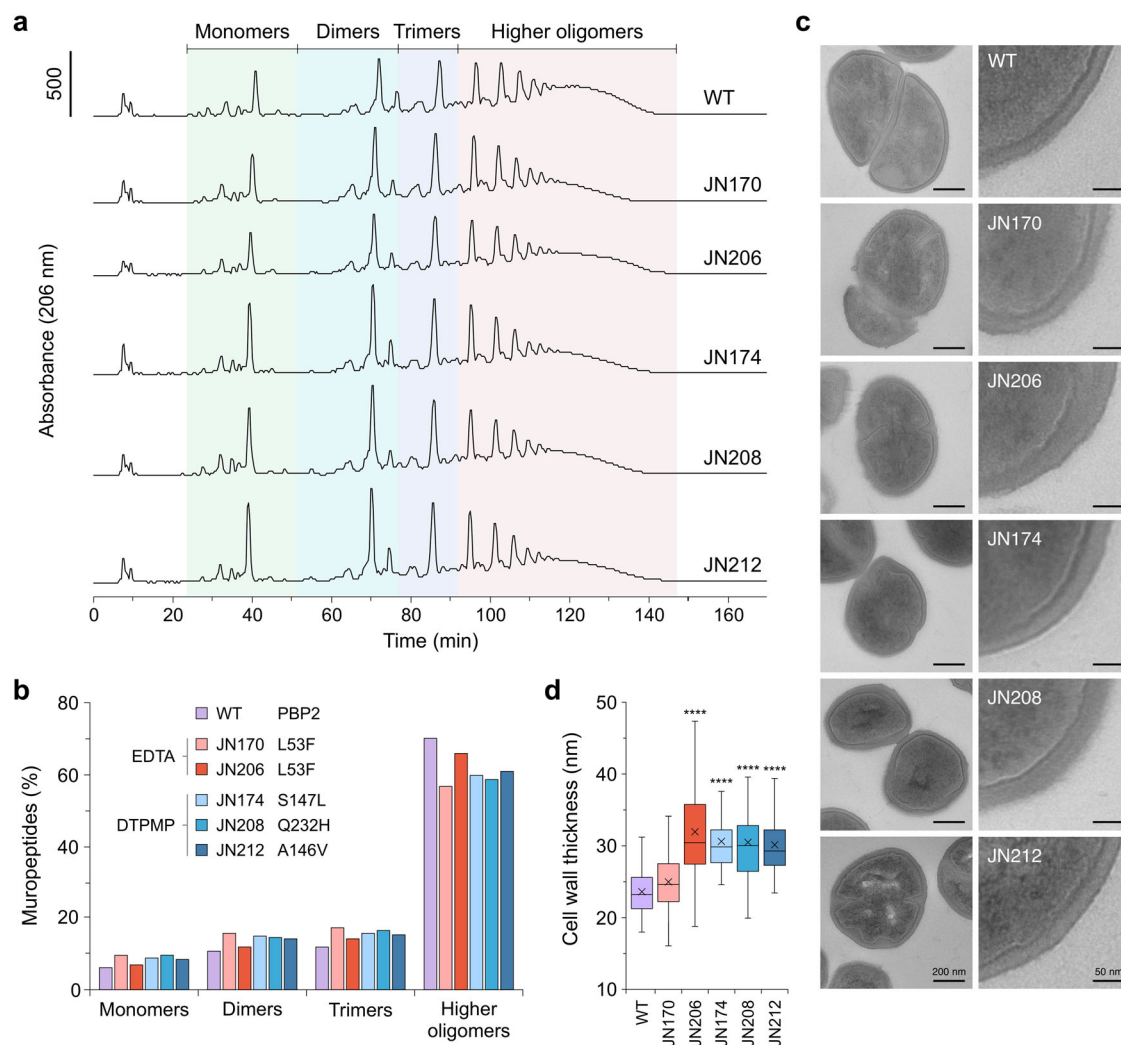 a
Monomers Dimers Trimers Higher oligomers
500
WT
JN170
JN206
JN174
JN208
JN212
Absorbance (206 nm)
0 20 40 60 80 100 120 140 160
Time (min)
b
Muropeptides (%)
80
60
40
20
0
WT PBP2
EDTA
JN170 L53F
JN206 L53F
DTPMP
JN174 S147L
JN208 Q232H
JN212 A146V
Monomers Dimers Trimers Higher
oligomers
c
WT
JN170
JN206
JN174
JN208
JN212
200 nm 50 nm
d
Cell wall thickness (nm)
50
40
30
20
10
**** **** **** ****
WT JN170 JN206 JN174 JN208 JN212